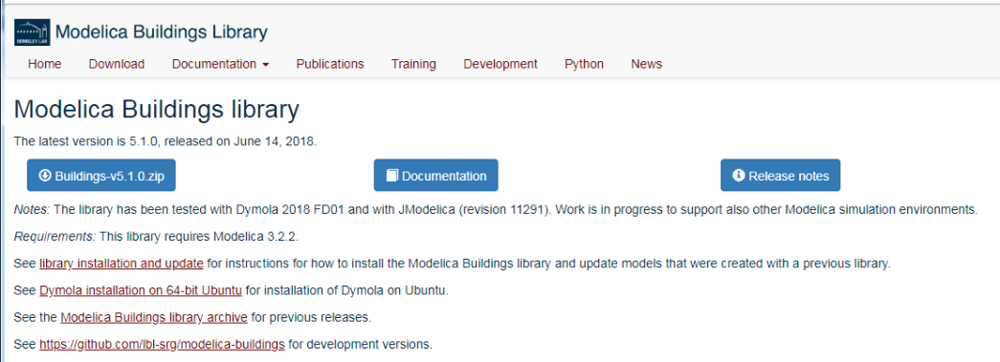 BERKELEY LAB
Modelica Buildings Library
Home Download Documentation Publications Training Development Python News
Modelica Buildings library
The latest version is 5.1.0, released on June 14, 2018.
Buildings-v5.1.0.zip Documentation Release notes
Notes: The library has been tested with Dymola 2018 FD01 and with JModelica (revision 11291). Work is in progress to support also other Modelica simulation environments.
Requirements: This library requires Modelica 3.2.2.
See library installation and update for instructions for how to install the Modelica Buildings library and update models that were created with a previous library.
See Dymola installation on 64-bit Ubuntu for installation of Dymola on Ubuntu.
See the Modelica Buildings library archive for previous releases.
See https://github.com/lbl-srg/modelica-buildings for development versions.